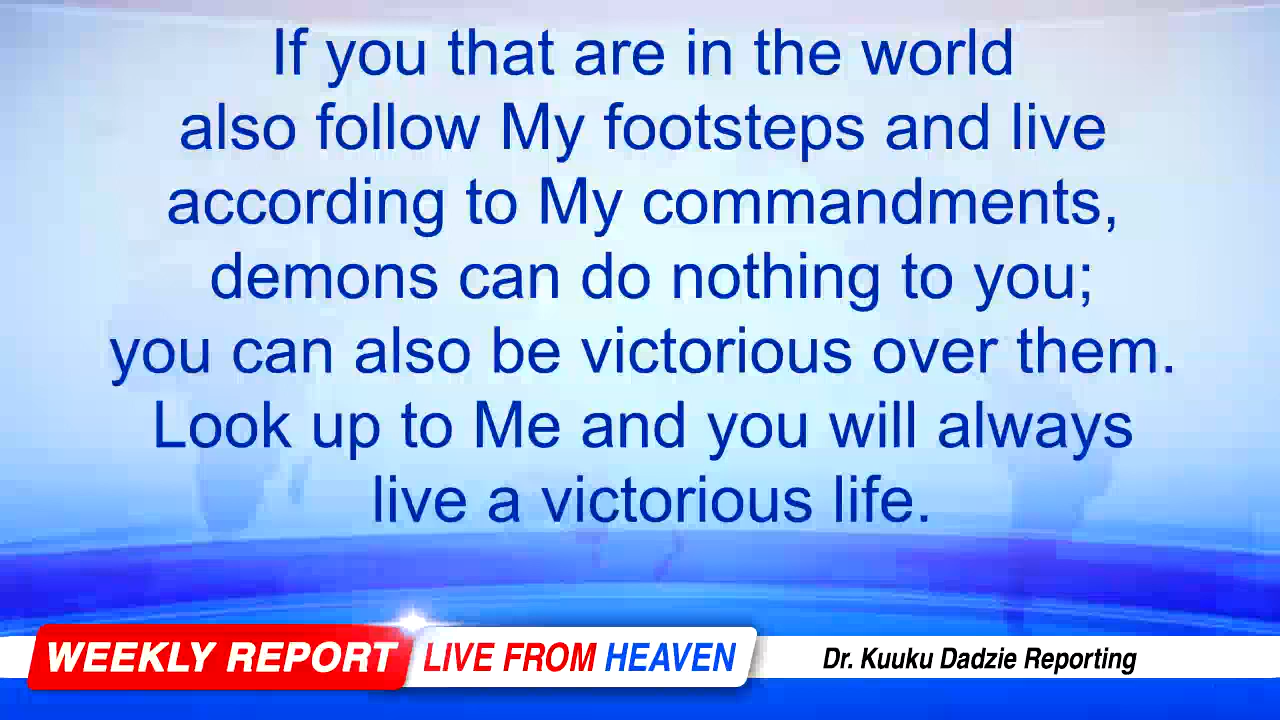 If you that are in the world
also follow My footsteps and live
according to My commandments,
demons can do nothing to you;
you can also be victorious over them.
Look up to Me and you will always
live a victorious life.
WEEKLY REPORT LIVE FROM HEAVEN Dr. Kuuku Dadzie Reporting